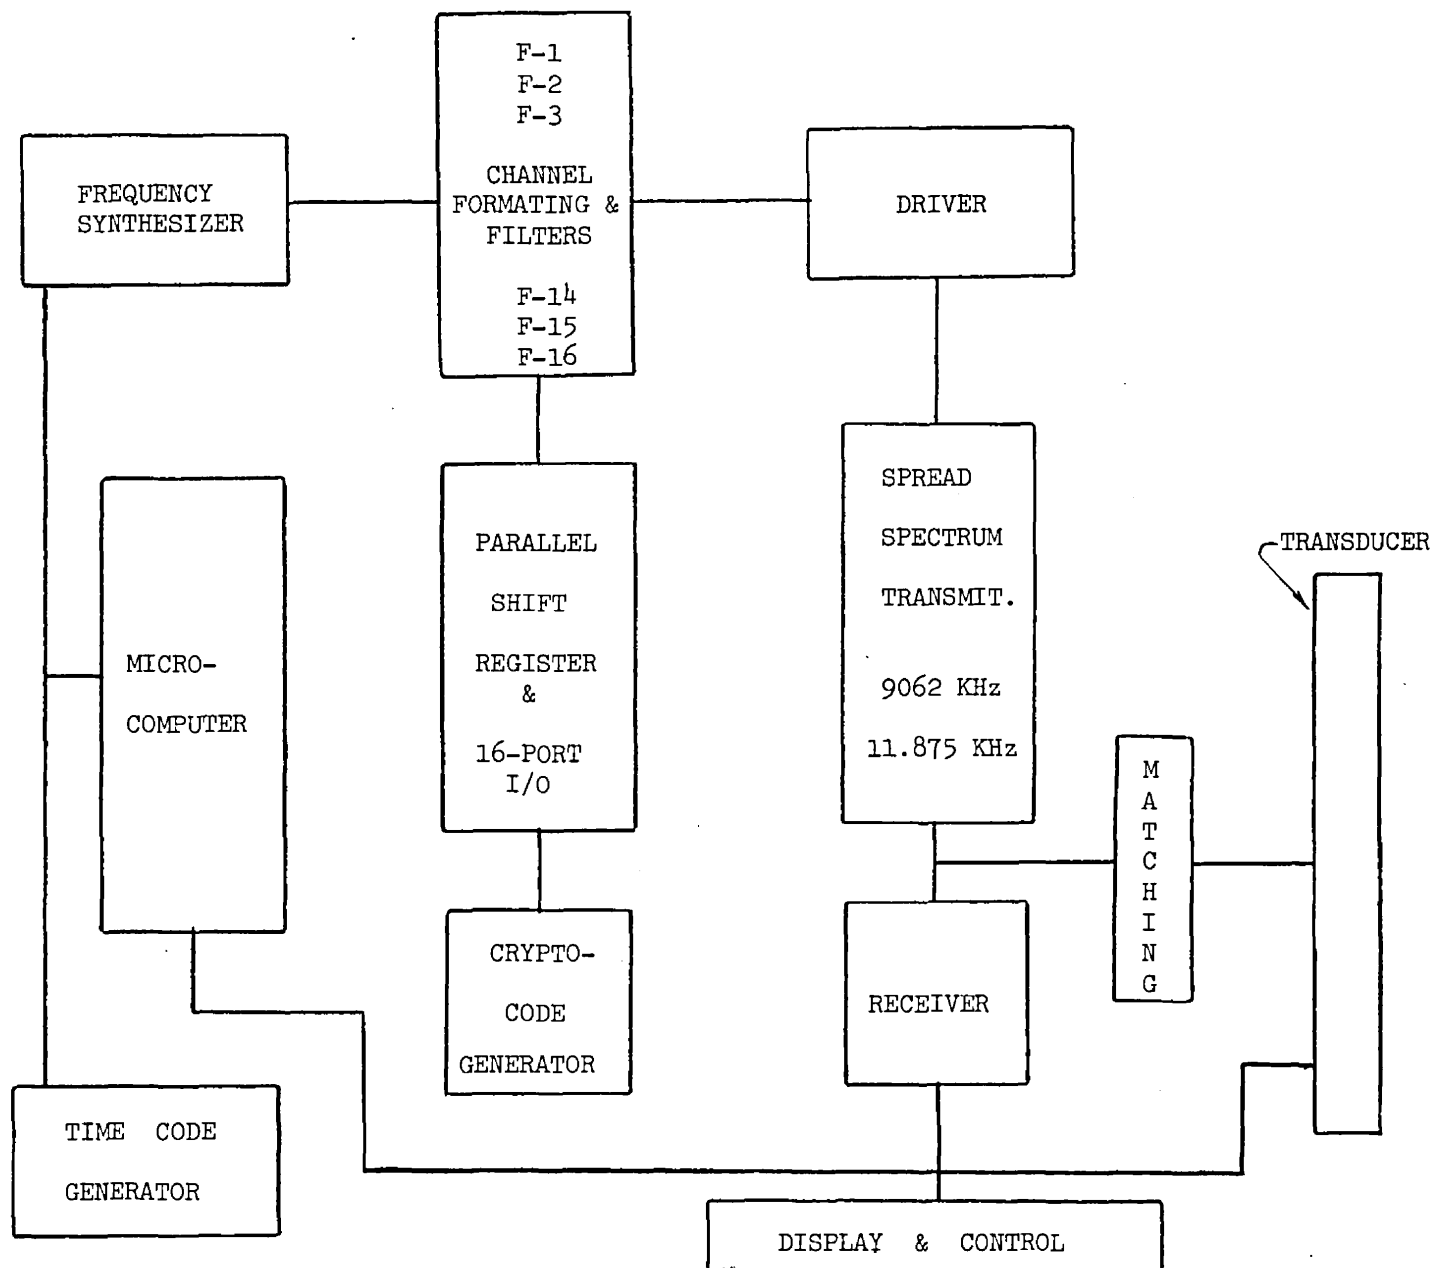 F-1
F-2
F-3
CHANNEL
FORMATING &
FILTERS
F-14
F-15
F-16
FREQUENCY
SYNTHESIZER
DRIVER
SPREAD
SPECTRUM
TRANSMIT.
9062 KHz
11.875 KHz
TRANSDUCER
PARALLEL
SHIFT
REGISTER
&
16-PORT
I/O
MICRO-
COMPUTER
MATCHING
CRYPTO-
CODE
GENERATOR
RECEIVER
TIME CODE
GENERATOR
DISPLAY & CONTROL